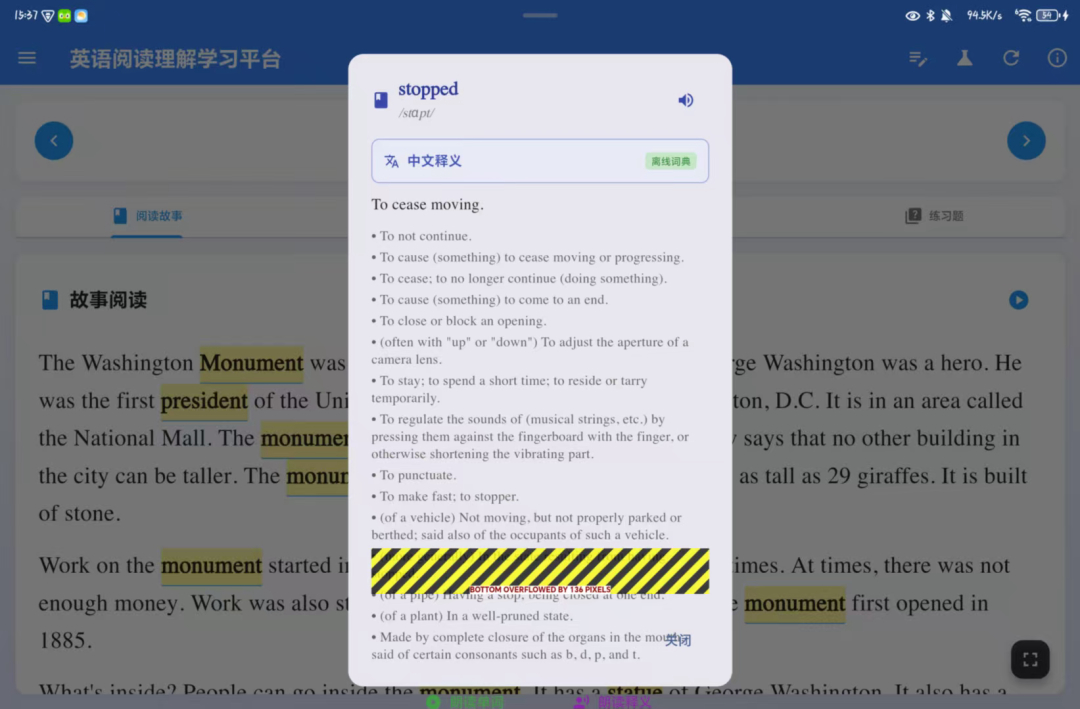 15:37
94.5K/s
54
英语阅读理解学习平台
stopped
/stɑpt/
中文释义
离线词典
To cease moving.
• To not continue.
• To cause (something) to cease moving or progressing.
• To cease; to no longer continue (doing something).
• To cause (something) to come to an end.
• To close or block an opening.
• (often with "up" or "down") To adjust the aperture of a
camera lens.
• To stay; to spend a short time; to reside or tarry
temporarily.
• To regulate the sounds of (musical strings, etc.) by
pressing them against the fingerboard with the finger, or
otherwise shortening the vibrating part.
• To punctuate.
• To make fast; to stopper.
• (of a vehicle) Not moving, but not properly parked or
berthed; said also of the occupants of such a vehicle.
BOTTOM OVERFLOWED BY 136 PIXELS
• (of a pipe) Having a stop, being closed at one end.
• (of a plant) In a well-pruned state.
• Made by complete closure of the organs in the mouth;
said of certain consonants such as b, d, p, and t.
关闭
阅读故事
练习题
故事阅读
The Washington Monument was
rge Washington was a hero. He
was the first president of the Uni
ton, D.C. It is in an area called
the National Mall. The monumen
says that no other building in
the city can be taller. The monum
as tall as 29 giraffes. It is built
of stone.
Work on the monument started in
imes. At times, there was not
enough money. Work was also st
e monument first opened in
1885.
What's inside? People can go inside the monument. It has a statue of George Washington. It also has a
朗读单词
朗读释义